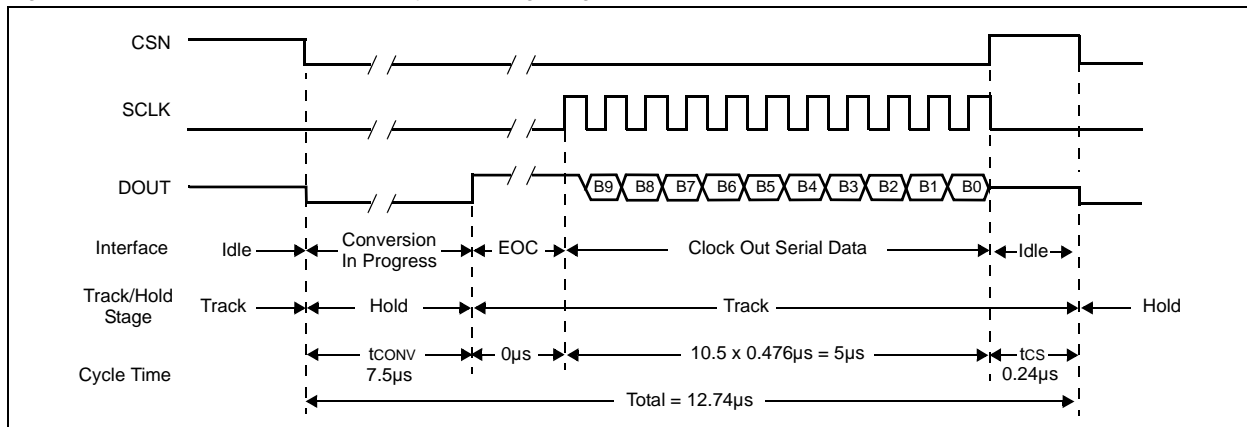 CSN
SCLK
DOUT
B9 B8 B7 B6 B5 B4 B3 B2 B1 B0
Interface
Idle
Conversion
In Progress
EOC
Clock Out Serial Data
Idle
Track/Hold
Stage
Track
Hold
Track
Hold
Cycle Time
tCONV
7.5µs
0µs
10.5 x 0.476µs = 5µs
tCS
0.24µs
Total = 12.74µs